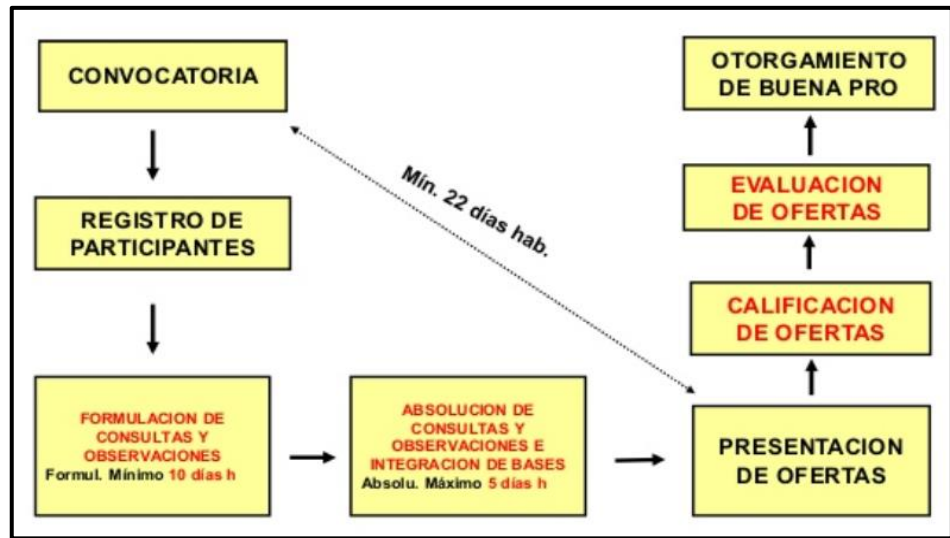 CONVOCATORIA
REGISTRO DE
PARTICIPANTES
FORMULACION DE
CONSULTAS Y
OBSERVACIONES
Formul. Mínimo 10 días h
ABSOLUCION DE
CONSULTAS Y
OBSERVACIONES E
INTEGRACION DE BASES
Absolu. Máximo 5 días h
Mín. 22 días hab.
PRESENTACION
DE OFERTAS
CALIFICACION
DE OFERTAS
EVALUACION
DE OFERTAS
OTORGAMIENTO
DE BUENA PRO